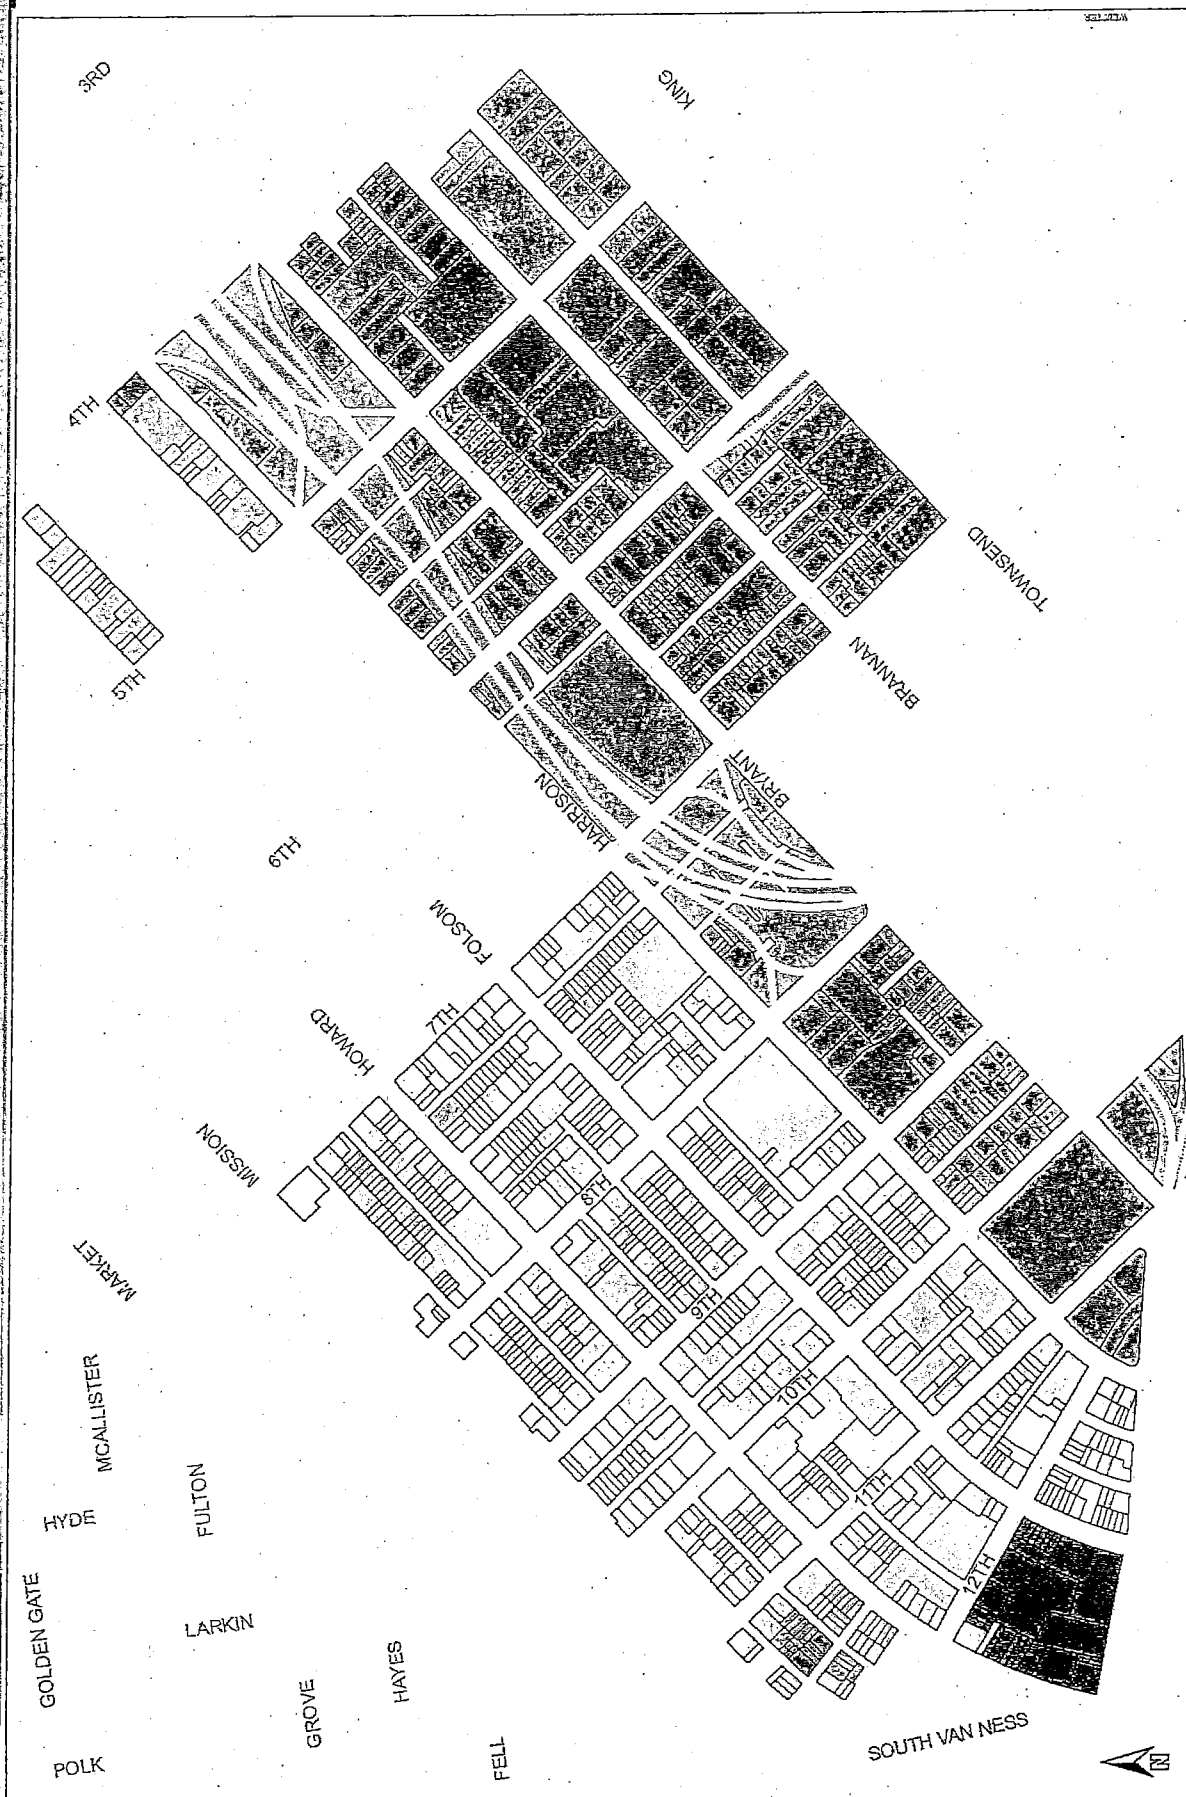 WEBSTER
3RD
KING
4TH
5TH
TOWNSEND
BRANNAN
BRYANT
HARRISON
6TH
FOLSOM
7TH
HOWARD
MISSION
8TH
MARKET
9TH
MCALLISTER
10TH
HYDE
FULTON
11TH
12TH
GOLDEN GATE
LARKIN
HAYES
GROVE
SOUTH VAN NESS
FELL
POLK
N